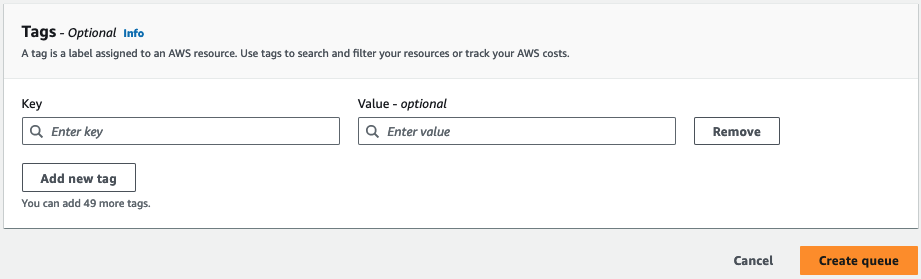 Tags - Optional Info
A tag is a label assigned to an AWS resource. Use tags to search and filter your resources or track your AWS costs.
Key Value - optional
Enter key Enter value Remove
Add new tag
You can add 49 more tags.
Cancel Create queue